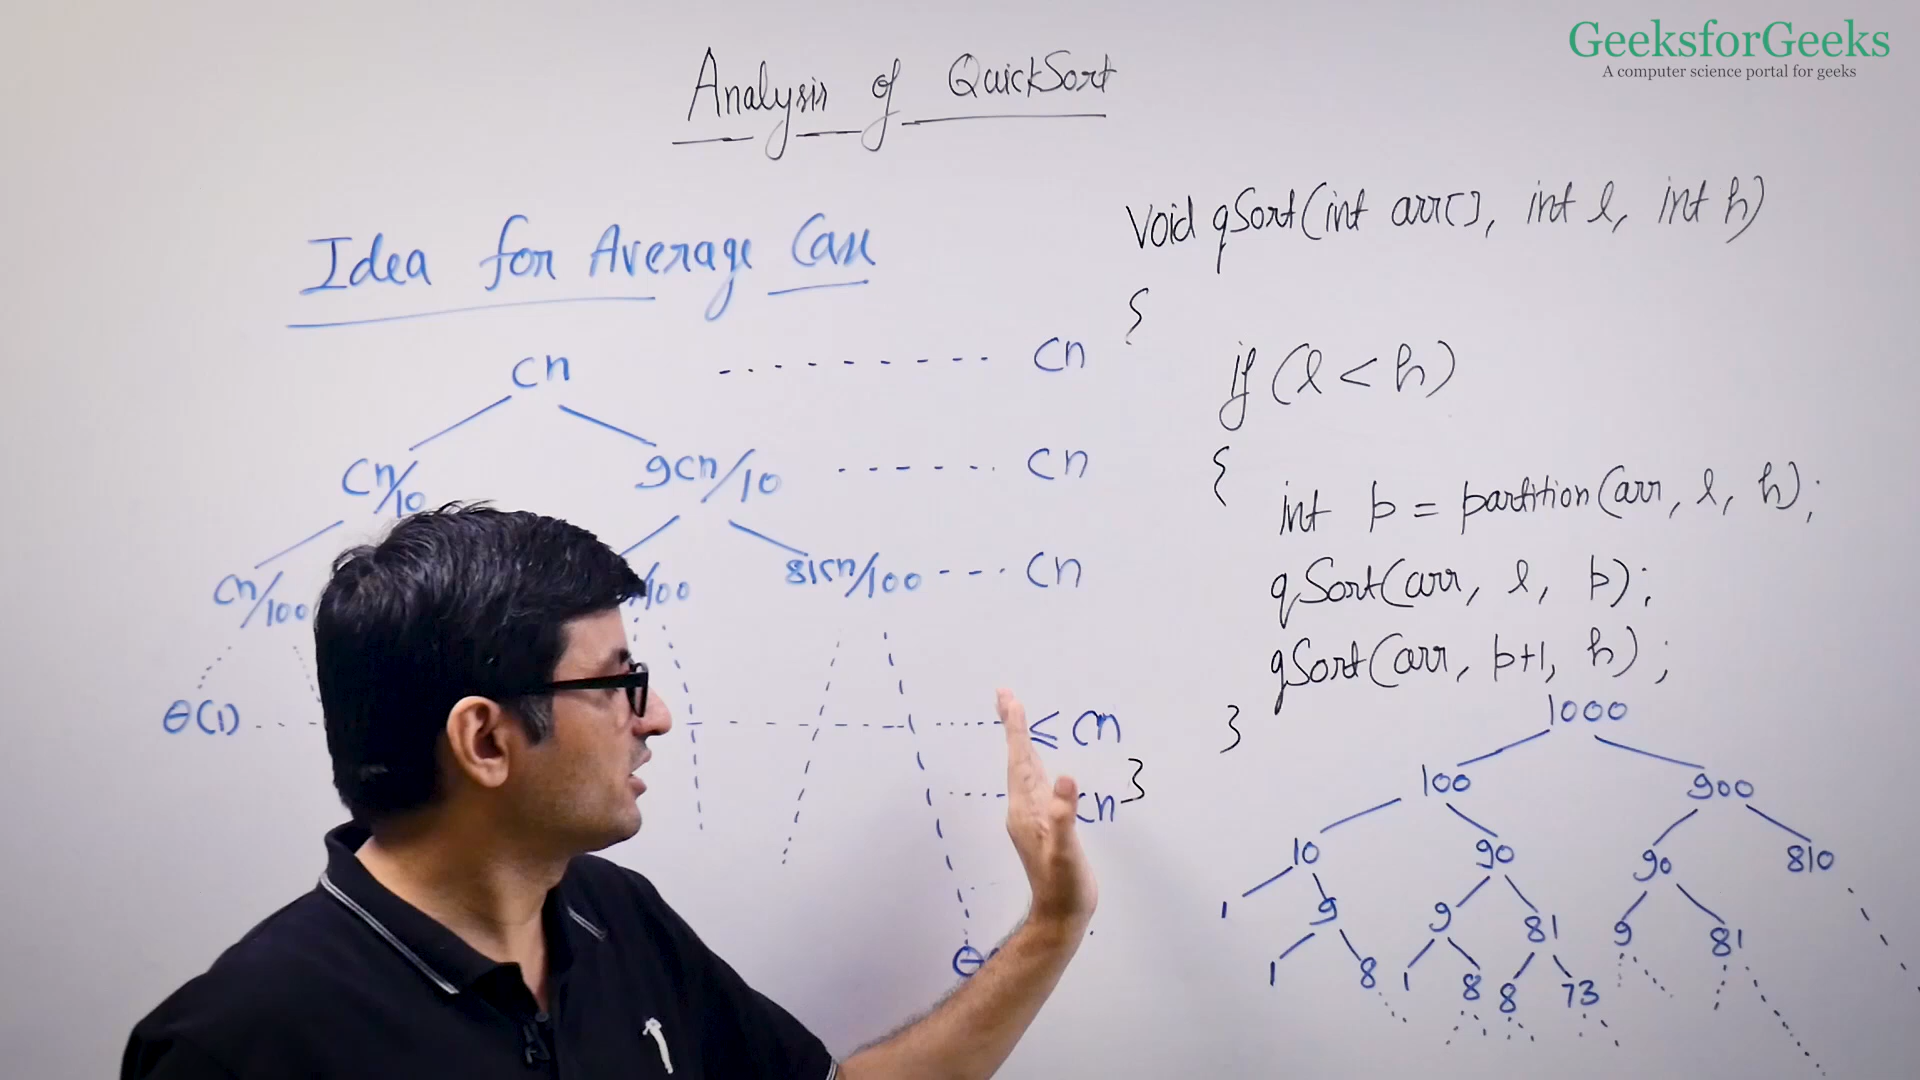 GeeksforGeeks
A computer science portal for geeks
Analysis of QuickSort
Idea for Average Case
Cn - - - - - - - - - Cn
Cn/10 9Cn/10 - - - - - - Cn
Cn/100 /100 81Cn/100 - - - Cn
θ(1) ≤ Cn
Cn
void qSort(int arr[], int l, int h)
{
if (l < h)
{
int p = partition(arr, l, h);
qSort(arr, l, p);
qSort(arr, p+1, h);
}
}
1000
100 900
10 90 90 810
1 9 9 81 9 81
1 8 1 8 8 73